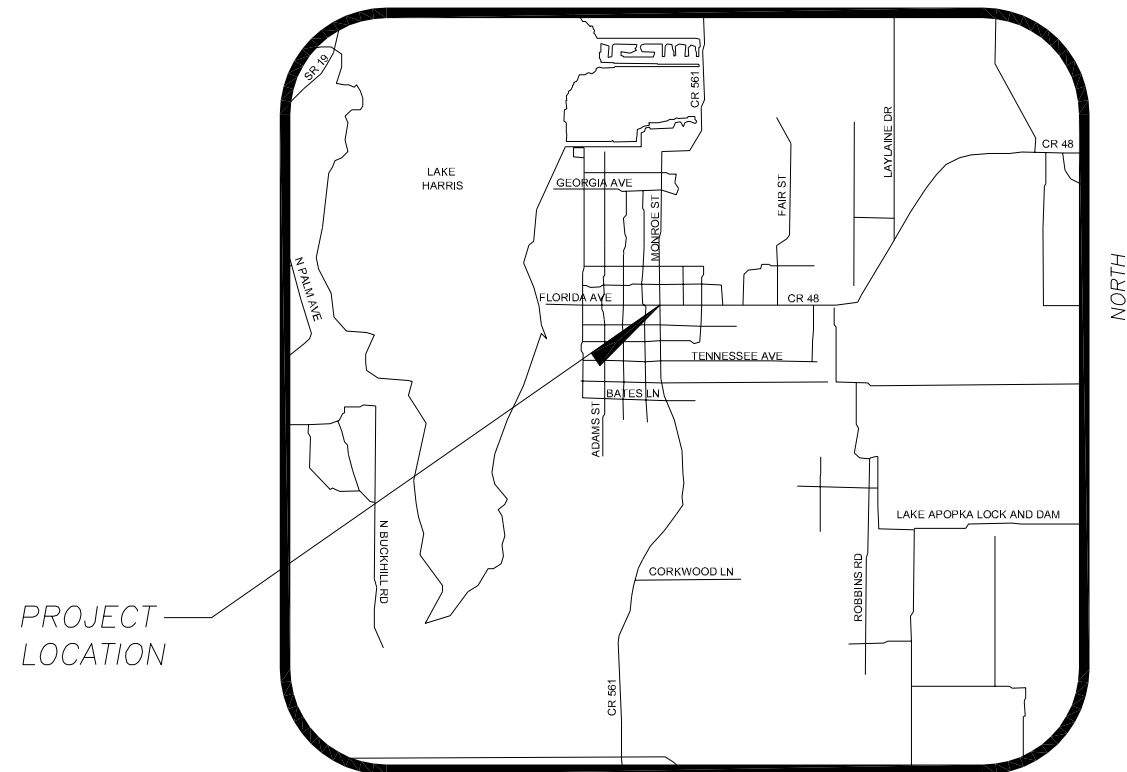 SR 19
CR 561
LAYLAINE DR
CR 48
LAKE
HARRIS
GEORGIA AVE
FAIR ST
MONROE ST
NORTH
N PALM AVE
FLORIDA AVE
CR 48
TENNESSEE AVE
BATES LN
ADAMS ST
LAKE APOPKA LOCK AND DAM
N BUCKHILL RD
CORKWOOD LN
ROBBINS RD
PROJECT
LOCATION
CR 561